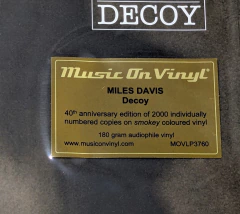 DECOY
Music On Vinyl®
MILES DAVIS
Decoy
40th anniversary edition of 2000 individually
numbered copies on smokey coloured vinyl
180 gram audiophile vinyl
www.musiconvinyl.com MOVLP3760